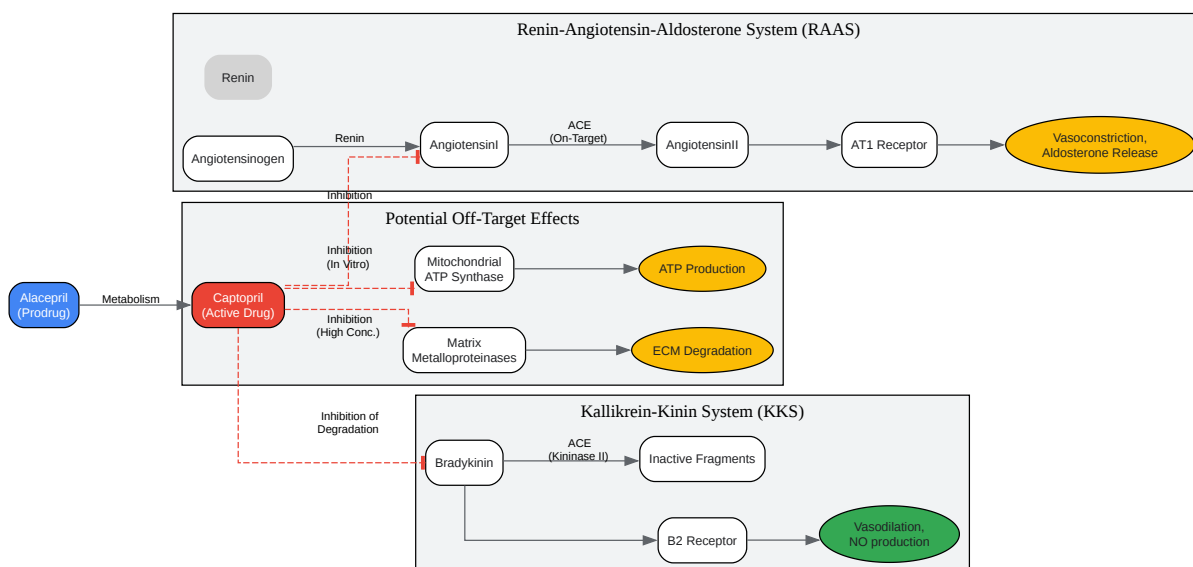 Renin-Angiotensin-Aldosterone System (RAAS)
Renin
Angiotensinogen
Renin
AngiotensinI
ACE
(On-Target)
AngiotensinII
AT1 Receptor
Vasoconstriction,
Aldosterone Release
Inhibition
Potential Off-Target Effects
Inhibition
(In Vitro)
Mitochondrial
ATP Synthase
ATP Production
Alacepril
(Prodrug)
Metabolism
Captopril
(Active Drug)
Inhibition
(High Conc.)
Matrix
Metalloproteinases
ECM Degradation
Inhibition of
Degradation
Kallikrein-Kinin System (KKS)
Bradykinin
ACE
(Kininase II)
Inactive Fragments
B2 Receptor
Vasodilation,
NO production